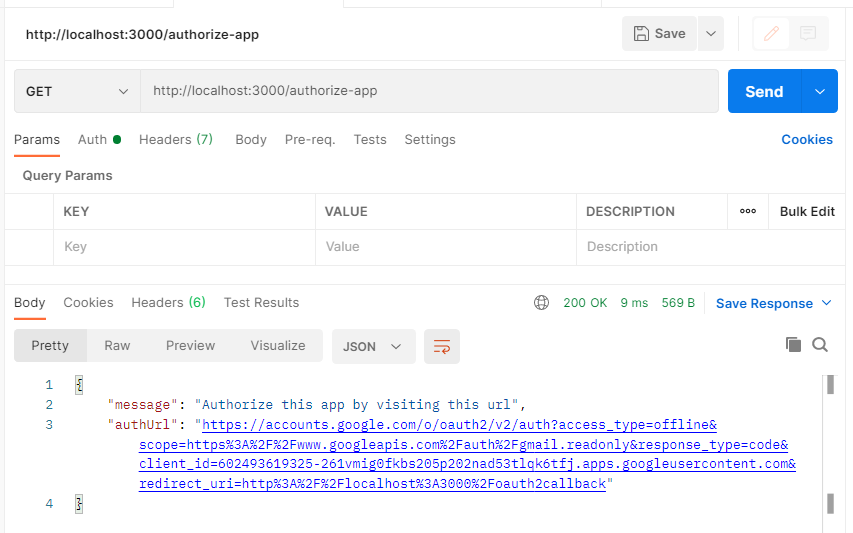 http://localhost:3000/authorize-app
Save
GET
http://localhost:3000/authorize-app
Send
Params Auth Headers (7) Body Pre-req. Tests Settings Cookies
Query Params
KEY VALUE DESCRIPTION ooo Bulk Edit
Key Value Description
Body Cookies Headers (6) Test Results 200 OK 9 ms 569 B Save Response
Pretty Raw Preview Visualize JSON
1 {
2 "message": "Authorize this app by visiting this url",
3 "authUrl": "https://accounts.google.com/o/oauth2/v2/auth?access_type=offline&
scope=https%3A%2F%2Fwww.googleapis.com%2Fauth%2Fgmail.readonly&response_type=code&
client_id=602493619325-261vmig0fkbs205p202nad53tlqk6tfj.apps.googleusercontent.com&
redirect_uri=http%3A%2F%2Flocalhost%3A3000%2Foauth2callback"
4 }